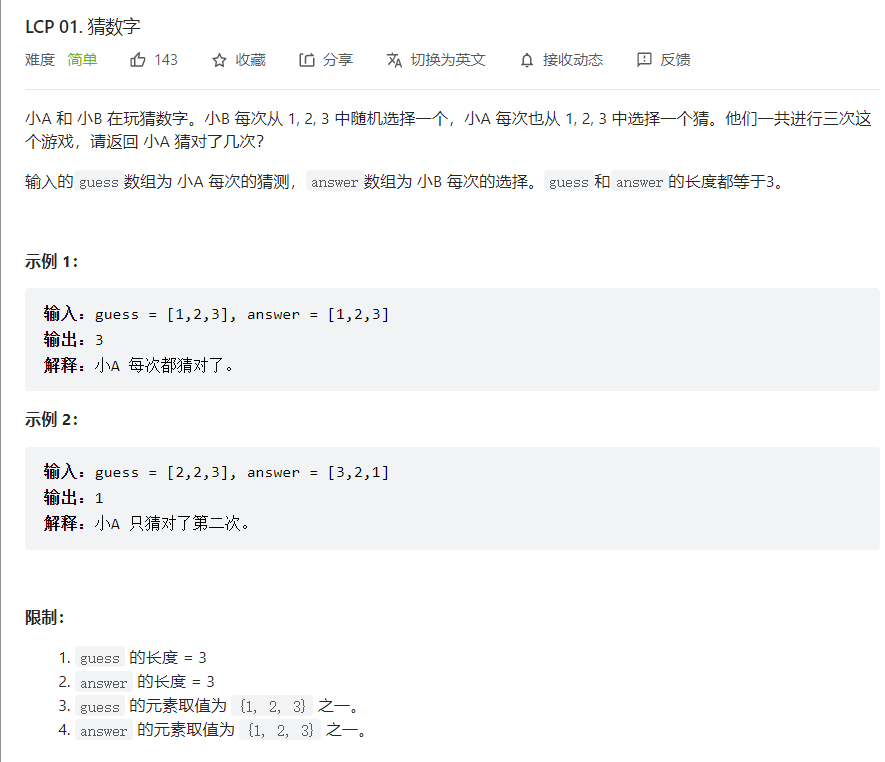 LCP 01. 猜数字
难度 简单 143 收藏 分享 切换为英文 接收动态 反馈
小A 和 小B 在玩猜数字。小B 每次从 1, 2, 3 中随机选择一个，小A 每次也从 1, 2, 3 中选择一个猜。他们一共进行三次这
个游戏，请返回 小A 猜对了几次？
输入的 guess 数组为 小A 每次的猜测，answer 数组为 小B 每次的选择。guess 和 answer 的长度都等于3。
示例 1：
输入：guess = [1,2,3], answer = [1,2,3]
输出：3
解释：小A 每次都猜对了。
示例 2：
输入：guess = [2,2,3], answer = [3,2,1]
输出：1
解释：小A 只猜对了第二次。
限制：
1. guess 的长度 = 3
2. answer 的长度 = 3
3. guess 的元素取值为 {1, 2, 3} 之一。
4. answer 的元素取值为 {1, 2, 3} 之一。